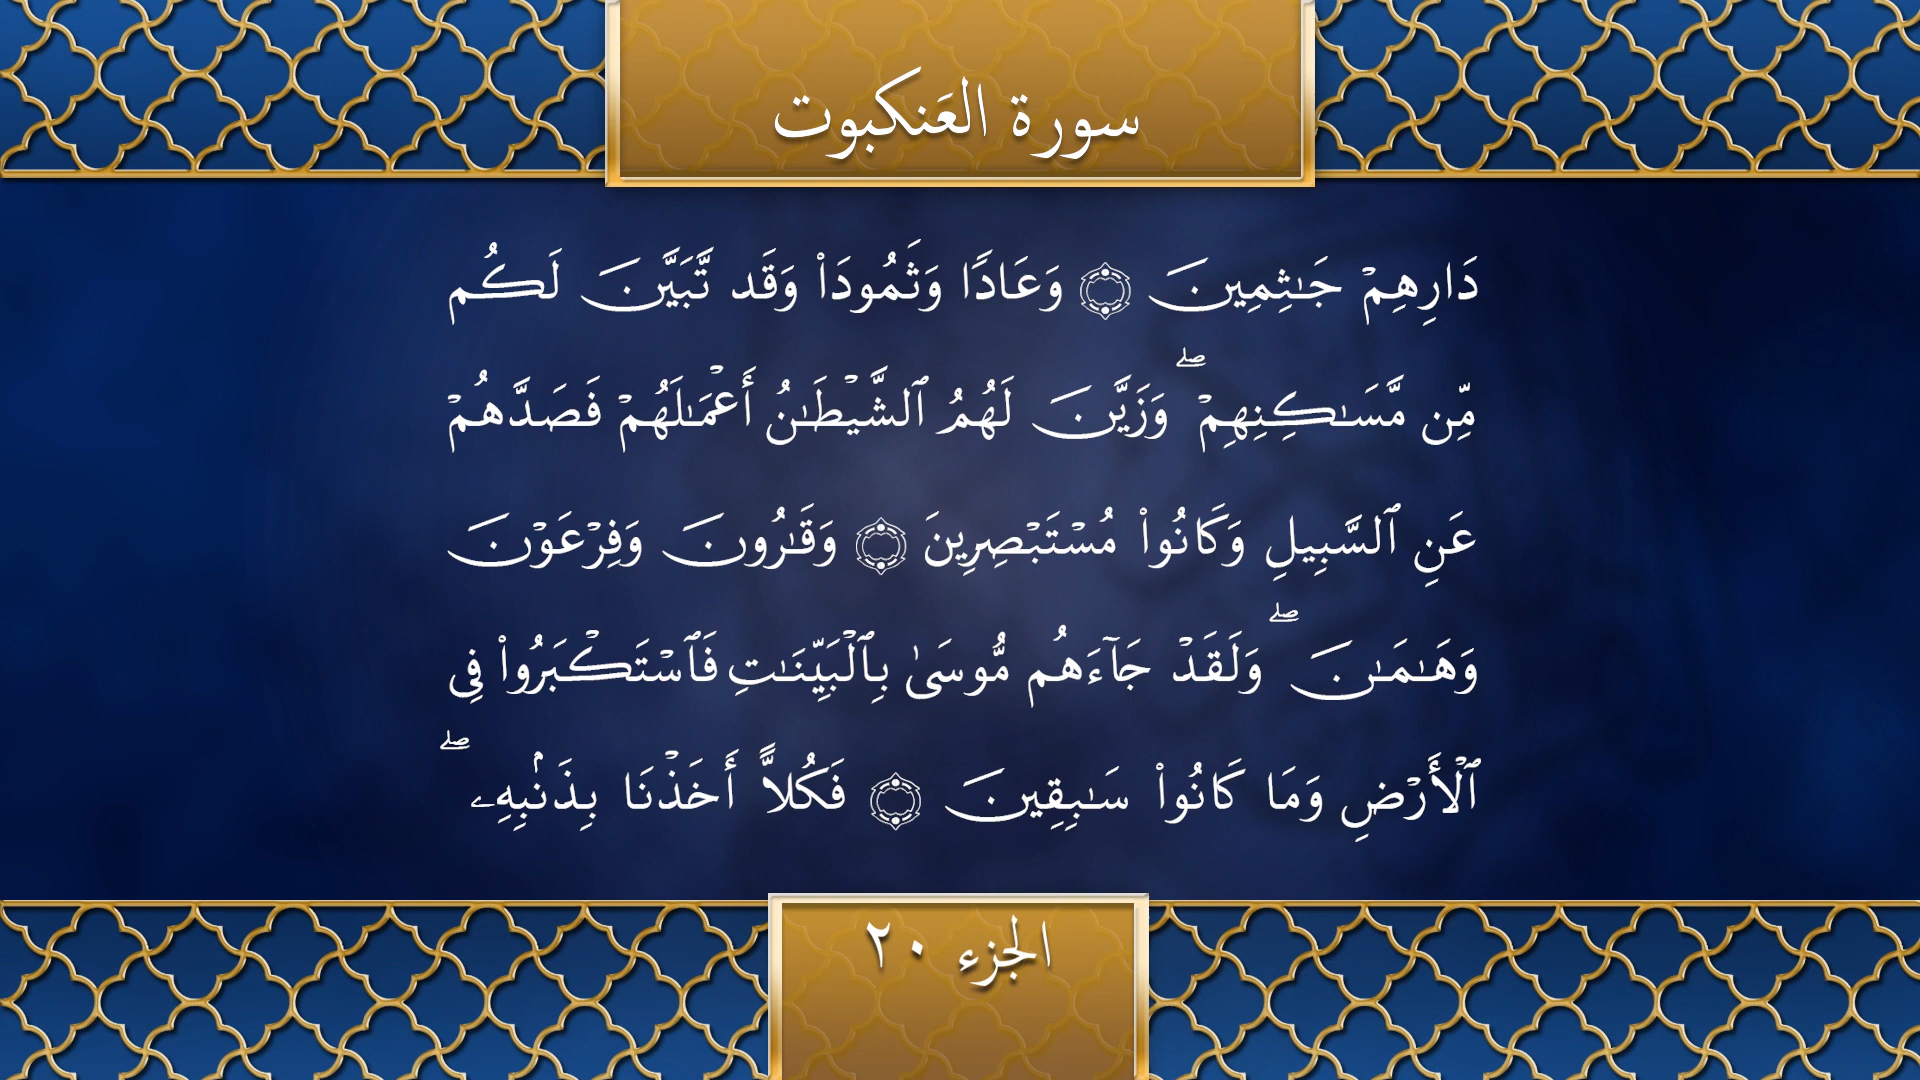 سورة العَنكبوت
دَارِهِمْ جَـٰثِمِينَ ۝ وَعَادًا وَثَمُودَا۟ وَقَد تَّبَيَّنَ لَكُم
مِّن مَّسَـٰكِنِهِمْ ۖ وَزَيَّنَ لَهُمُ ٱلشَّيْطَـٰنُ أَعْمَـٰلَهُمْ فَصَدَّهُمْ
عَنِ ٱلسَّبِيلِ وَكَانُوا۟ مُسْتَبْصِرِينَ ۝ وَقَـٰرُونَ وَفِرْعَوْنَ
وَهَـٰمَـٰنَ ۖ وَلَقَدْ جَآءَهُم مُّوسَىٰ بِٱلْبَيِّنَـٰتِ فَٱسْتَكْبَرُوا۟ فِى
ٱلْأَرْضِ وَمَا كَانُوا۟ سَـٰبِقِينَ ۝ فَكُلًّا أَخَذْنَا بِذَنۢبِهِۦ ۖ
الجزء ٢٠